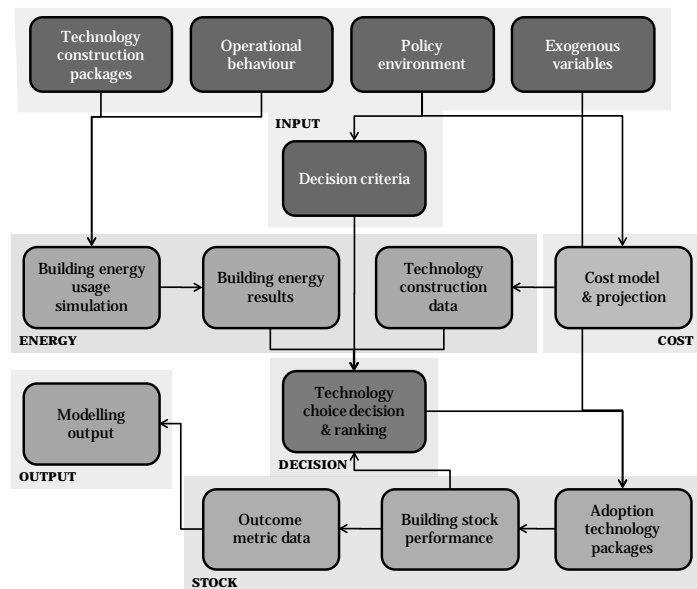 Technology
construction
packages
Operational
behaviour
Policy
environment
Exogenous
variables
INPUT
Decision criteria
Building energy
usage
simulation
Building energy
results
Technology
construction
data
Cost model
& projection
ENERGY
COST
Technology
choice decision
& ranking
Modelling
output
OUTPUT
DECISION
Outcome
metric data
Building stock
performance
Adoption
technology
packages
STOCK